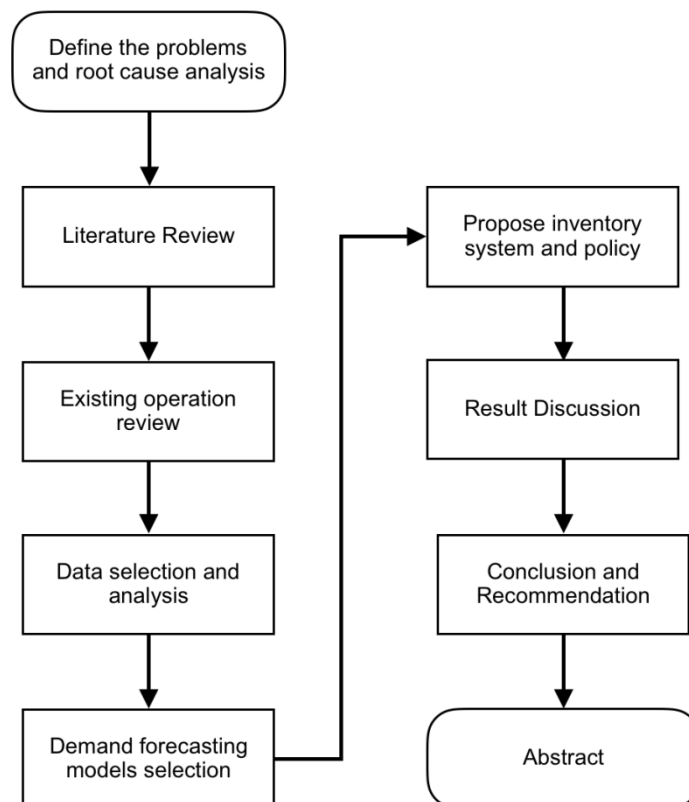 Define the problems
and root cause analysis
Literature Review
Existing operation
review
Data selection and
analysis
Demand forecasting
models selection
Propose inventory
system and policy
Result Discussion
Conclusion and
Recommendation
Abstract